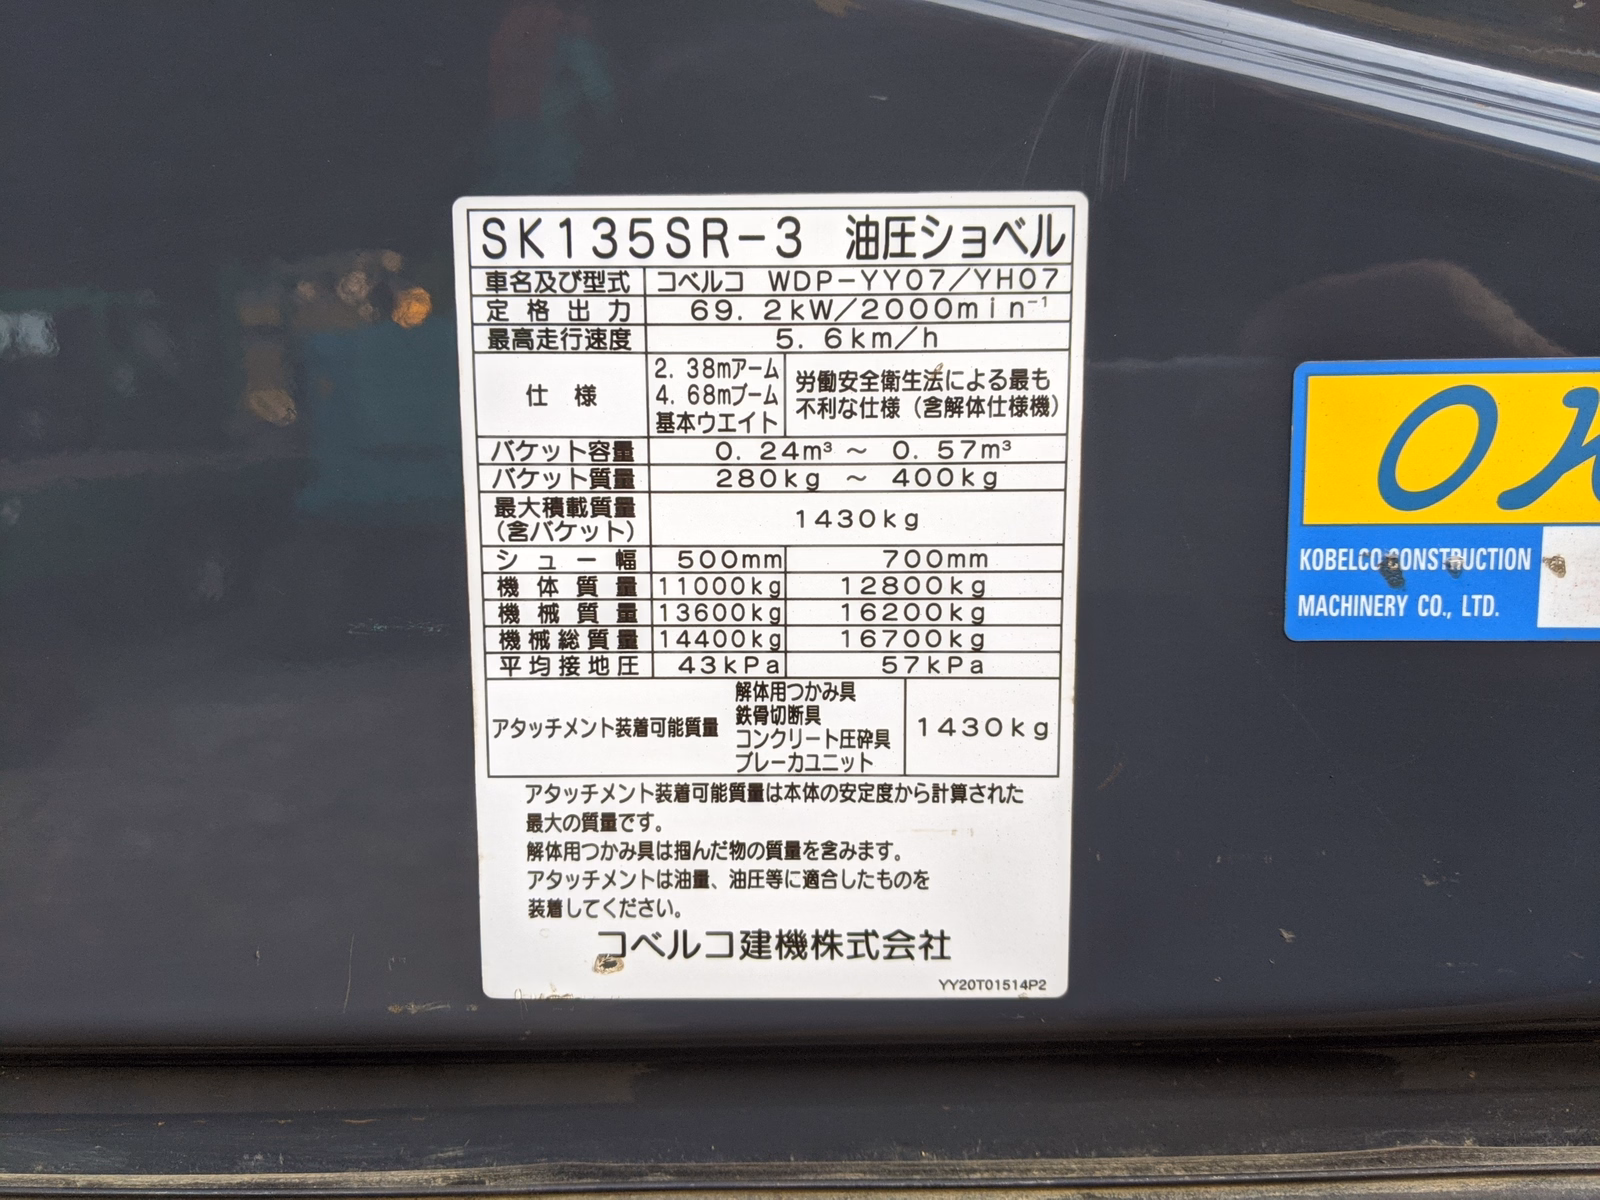 SK135SR-3 油圧ショベル
車名及び型式 コベルコ WDP-YY07/YH07
定格出力 69.2kW/2000min⁻¹
最高走行速度 5.6km/h
仕様 2.38mアーム 4.68mブーム 基本ウエイト 労働安全衛生法による最も不利な仕様(含解体仕様機)
バケット容量 0.24m³ ~ 0.57m³
バケット質量 280kg ~ 400kg
最大積載質量(含バケット) 1430kg
シュー幅 500mm 700mm
機体質量 11000kg 12800kg
機械質量 13600kg 16200kg
機械総質量 14400kg 16700kg
平均接地圧 43kPa 57kPa
アタッチメント装着可能質量 解体用つかみ具 鉄骨切断具 コンクリート圧砕具 ブレーカユニット 1430kg
アタッチメント装着可能質量は本体の安定度から計算された
最大の質量です。
解体用つかみ具は掴んだ物の質量を含みます。
アタッチメントは油量、油圧等に適合したものを
装着してください。
コベルコ建機株式会社
YY20T01514P2
KOBELCO CONSTRUCTION
MACHINERY CO., LTD.